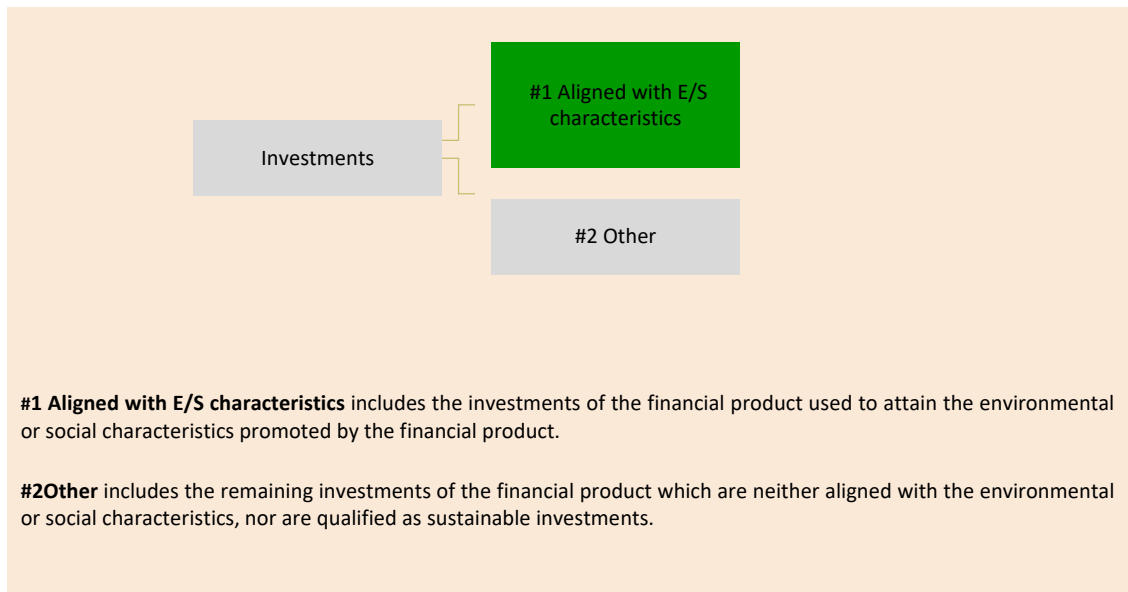 #1 Aligned with E/S
characteristics
Investments
#2 Other
#1 Aligned with E/S characteristics includes the investments of the financial product used to attain the environmental
or social characteristics promoted by the financial product.
#2Other includes the remaining investments of the financial product which are neither aligned with the environmental
or social characteristics, nor are qualified as sustainable investments.